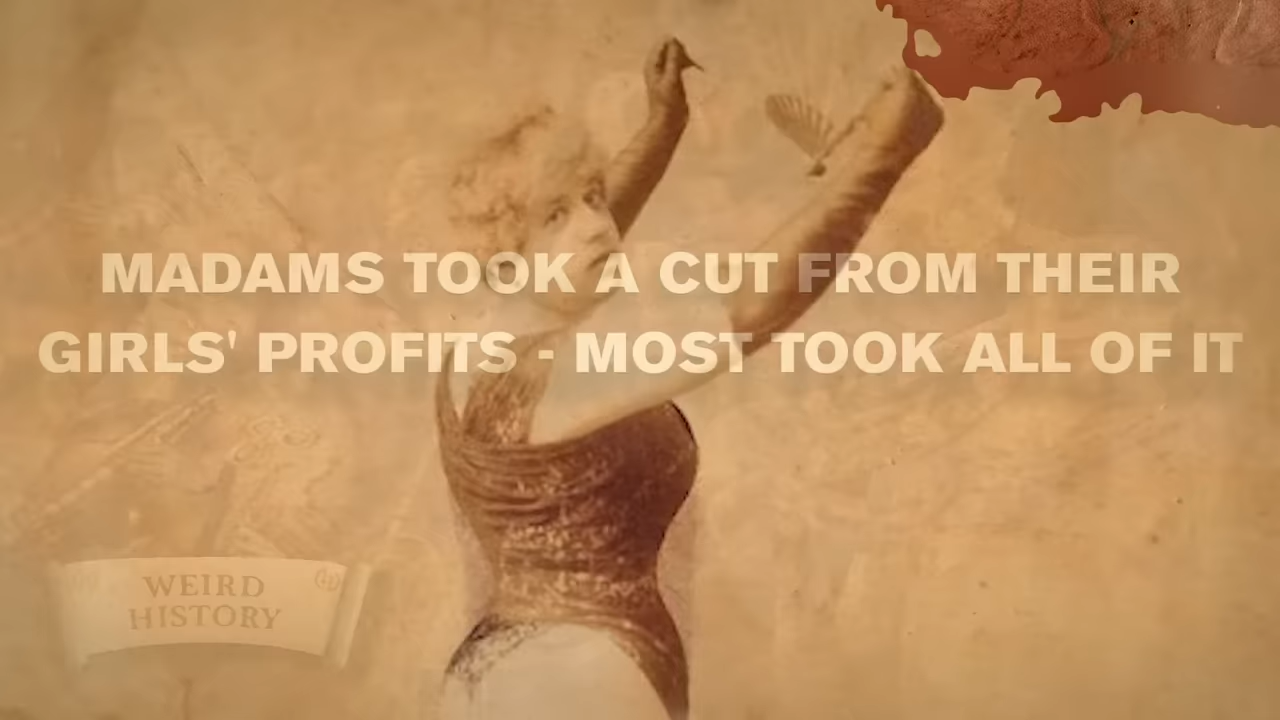 MADAMS TOOK A CUT FROM THEIR
GIRLS' PROFITS - MOST TOOK ALL OF IT
WEIRD
HISTORY